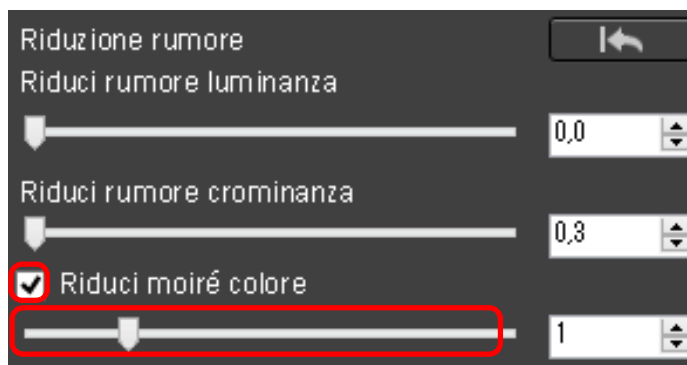 Riduzione rumore
Riduci rumore luminanza
0,0
Riduci rumore crominanza
0,3
Riduci moiré colore
1